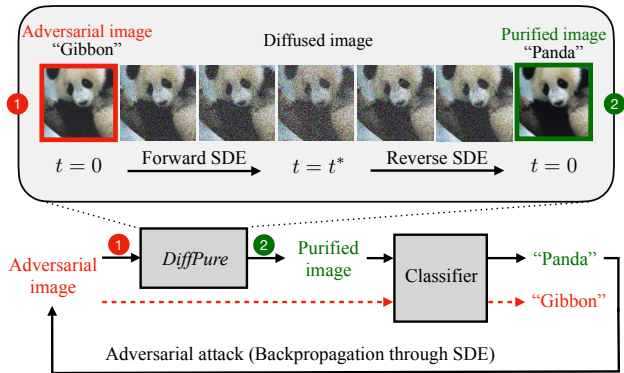 Adversarial image
“Gibbon”
Diffused image
Purified image
“Panda”
1
2
t = 0
Forward SDE
t = t*
Reverse SDE
t = 0
1
2
Adversarial
image
DiffPure
Purified
image
Classifier
“Panda”
“Gibbon”
Adversarial attack (Backpropagation through SDE)